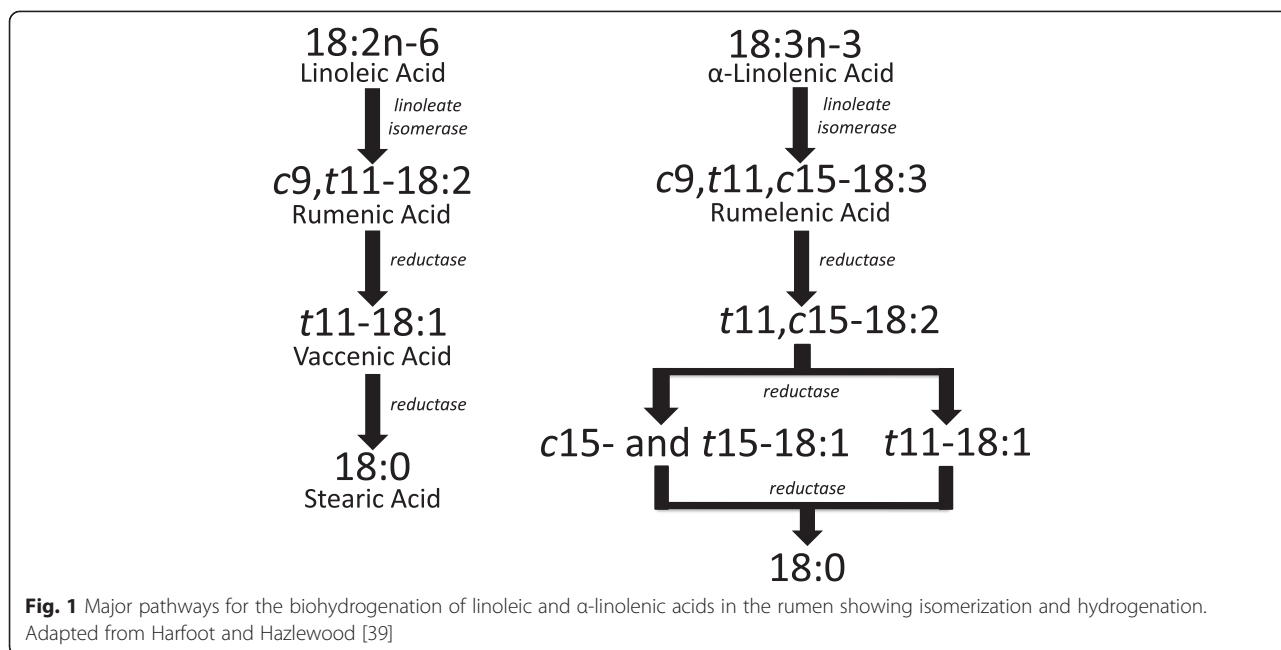 18:2n-6
Linoleic Acid
linoleate
isomerase
c9,t11-18:2
Rumenic Acid
reductase
t11-18:1
Vaccenic Acid
reductase
18:0
Stearic Acid
18:3n-3
α-Linolenic Acid
linoleate
isomerase
c9,t11,c15-18:3
Rumelenic Acid
reductase
t11,c15-18:2
reductase
c15- and t15-18:1
t11-18:1
reductase
18:0
Fig. 1 Major pathways for the biohydrogenation of linoleic and α-linolenic acids in the rumen showing isomerization and hydrogenation.
Adapted from Harfoot and Hazlewood [39]